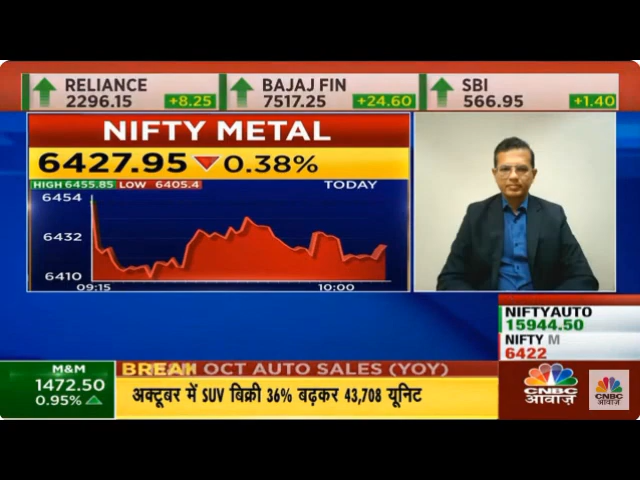 RELIANCE
2296.15 +8.25
BAJAJ FIN
7517.25 +24.60
SBI
566.95 +1.40
NIFTY METAL
6427.95 0.38%
HIGH 6455.85 LOW 6405.4 TODAY
6454
6432
6410
09:15 10:00
NIFTYAUTO
15944.50
NIFTY M
6422
M&M
1472.50
0.95%
BREAK OCT AUTO SALES (YOY)
अक्टूबर में SUV बिक्री 36% बढ़कर 43,708 यूनिट
CNBC
आवाज़
CNBC
आवाज़